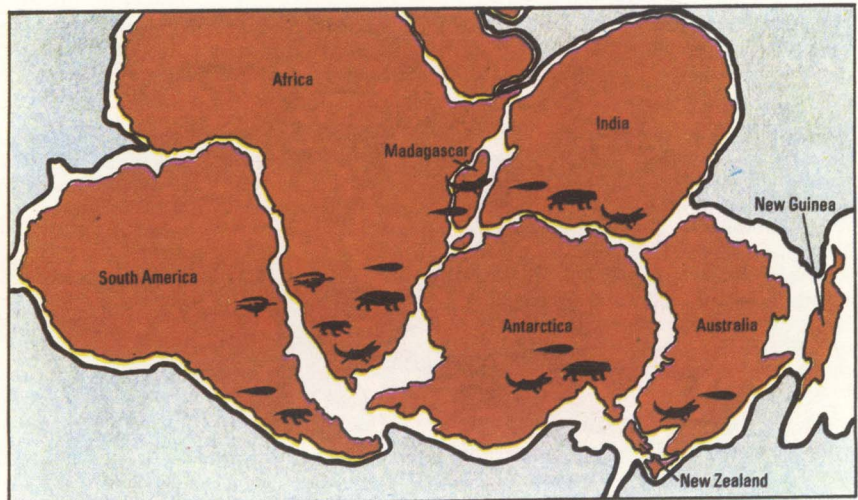 Africa
India
Madagascar
New Guinea
South America
Antarctica
Australia
New Zealand